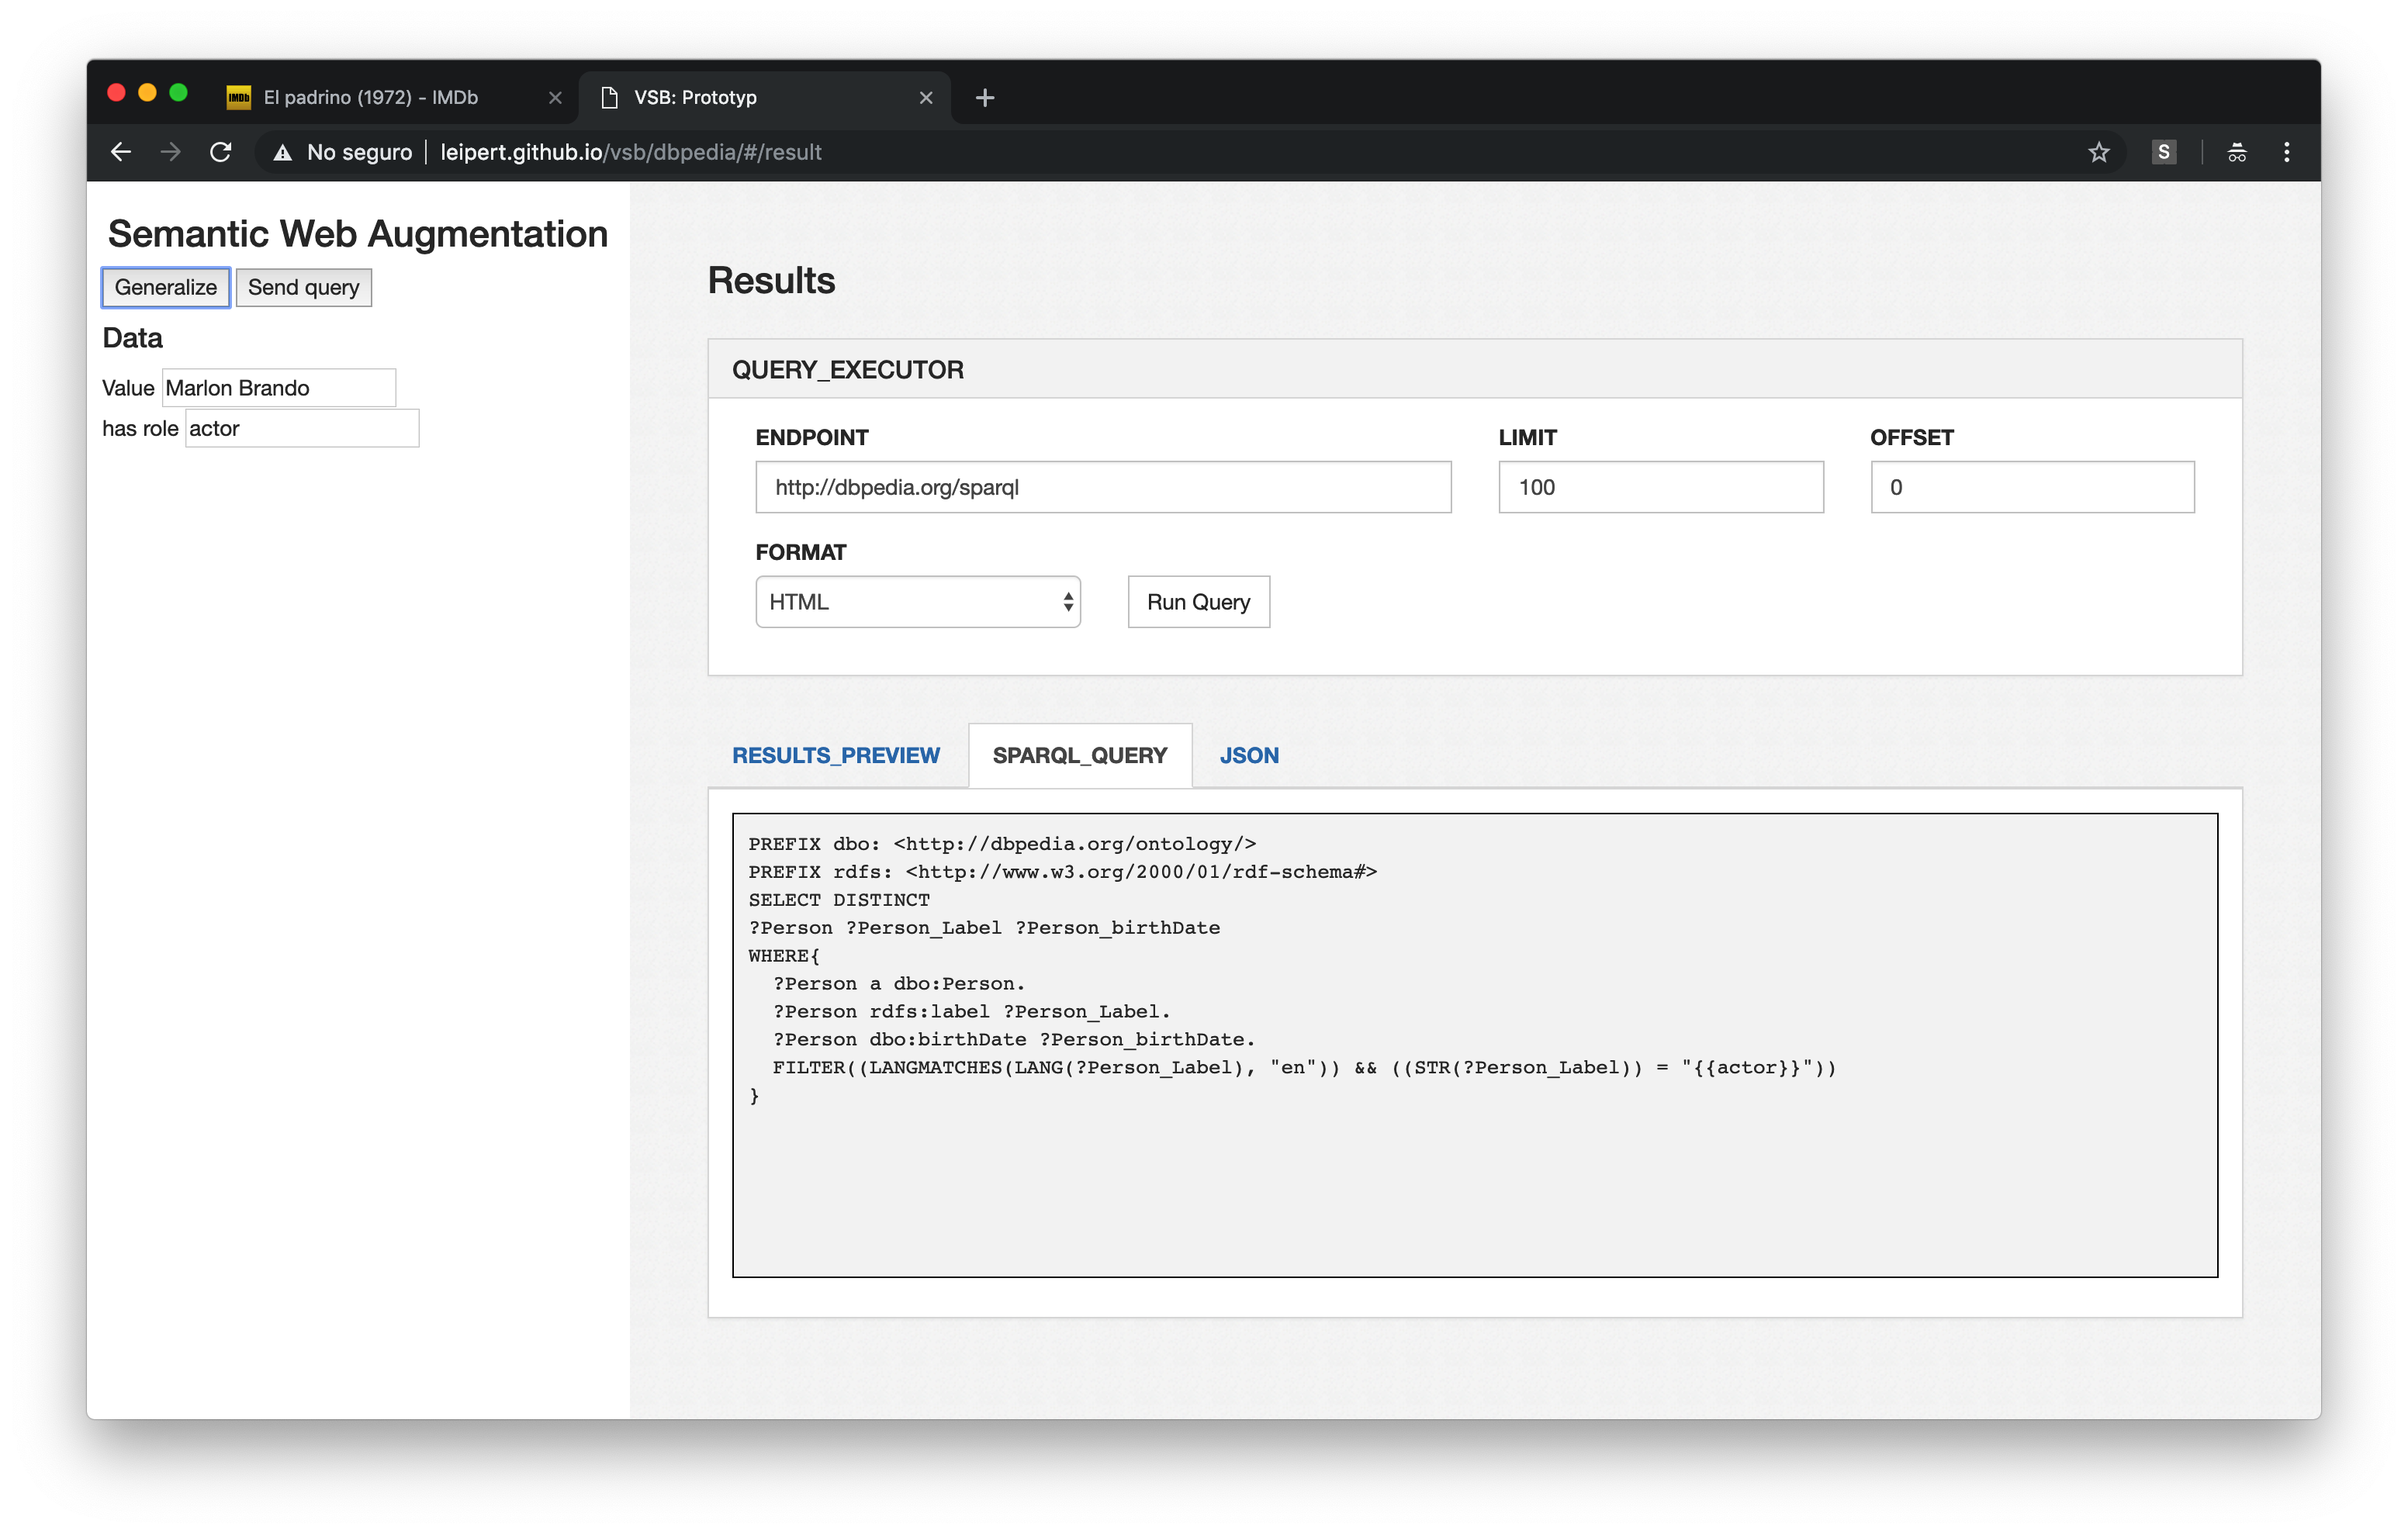 IMDb El padrino (1972) - IMDb
VSB: Prototyp
No seguro
leipert.github.io/vsb/dbpedia/#/result
S
Semantic Web Augmentation
Generalize
Send query
Data
Value Marlon Brando
has role actor
Results
QUERY_EXECUTOR
ENDPOINT
LIMIT
OFFSET
http://dbpedia.org/sparql
100
0
FORMAT
HTML
Run Query
RESULTS_PREVIEW
SPARQL_QUERY
JSON
PREFIX dbo: <http://dbpedia.org/ontology/>
PREFIX rdfs: <http://www.w3.org/2000/01/rdf-schema#>
SELECT DISTINCT
?Person ?Person_Label ?Person_birthDate
WHERE{
?Person a dbo:Person.
?Person rdfs:label ?Person_Label.
?Person dbo:birthDate ?Person_birthDate.
FILTER((LANGMATCHES(LANG(?Person_Label), "en")) && ((STR(?Person_Label)) = "{{actor}}"))
}